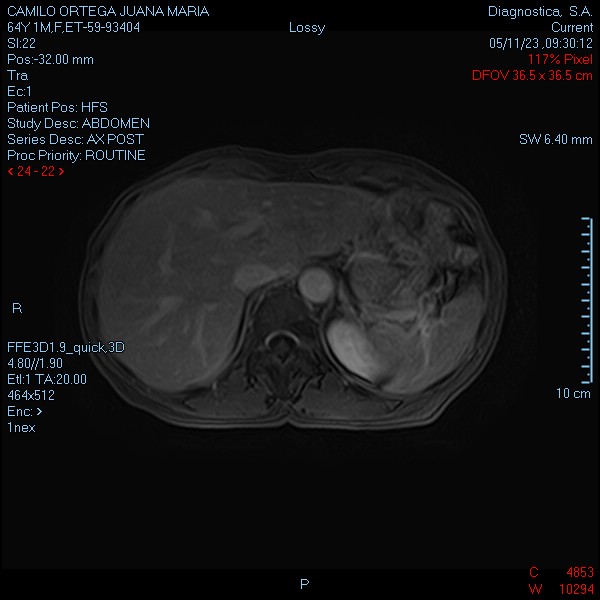 CAMILO ORTEGA JUANA MARIA
64Y 1M,F,ET-59-93404
SI:22
Pos:-32.00 mm
Tra
Ec:1
Patient Pos: HFS
Study Desc: ABDOMEN
Series Desc: AX POST
Proc Priority: ROUTINE
< 24 - 22 >
Lossy
Diagnostica, S.A.
Current
05/11/23 ,09:30:12
117% Pixel
DFOV 36.5 x 36.5 cm
SW 6.40 mm
R
FFE3D1.9_quick,3D
4.80//1.90
Etl:1 TA:20.00
464x512
Enc: >
1nex
10 cm
P
C 4853
W 10294